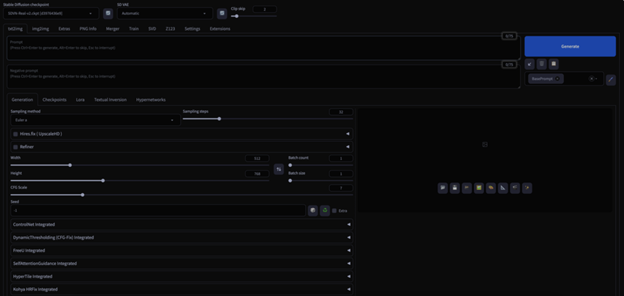 Stable Diffusion checkpoint
SD VAE
Automatic
Clip skip
2
txt2img
img2img
Extras
PNG Info
Merger
Train
SVD
Z123
Settings
Extensions
0/75
Prompt
(Press Ctrl+Enter to generate, Alt+Enter to skip, Esc to interrupt)
Generate
0/75
Negative prompt
(Press Ctrl+Enter to generate, Alt+Enter to skip, Esc to interrupt)
Generation
Checkpoints
Lora
Textual Inversion
Hypernetworks
Sampling method
Sampling steps
Euler a
Hires.fix ( UpscaleHD )
Refiner
Width
512
Batch count
1
Height
768
Batch size
1
CFG Scale
Seed
-1
Extra
ControlNet Integrated
DynamicThresholding (CFG-Fix) Integrated
FreeU Integrated
SelfAttentionGuidance Integrated
HyperTile Integrated
Kohya HRFix Integrated